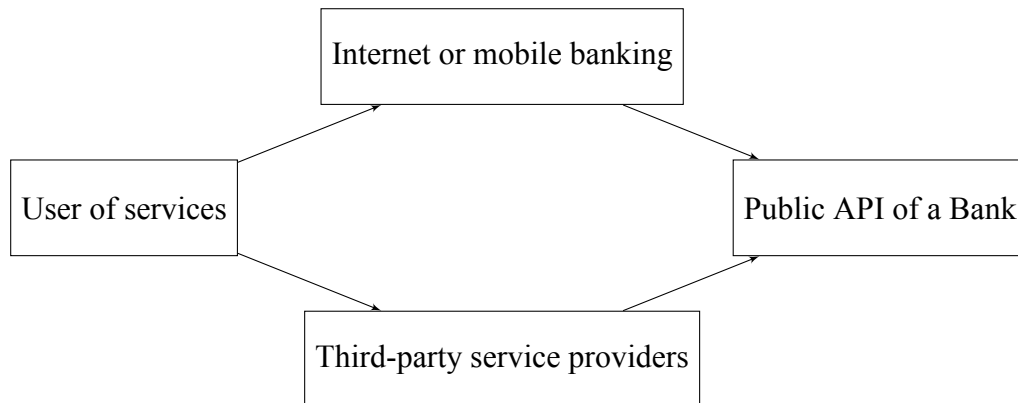 Internet or mobile banking
User of services
Public API of a Bank
Third-party service providers